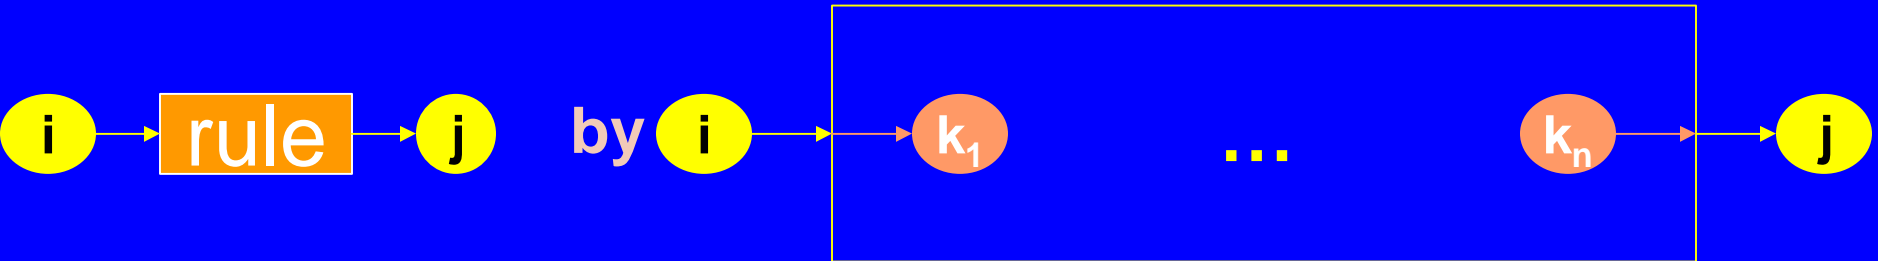 i rule j by i k₁ ... kₙ j